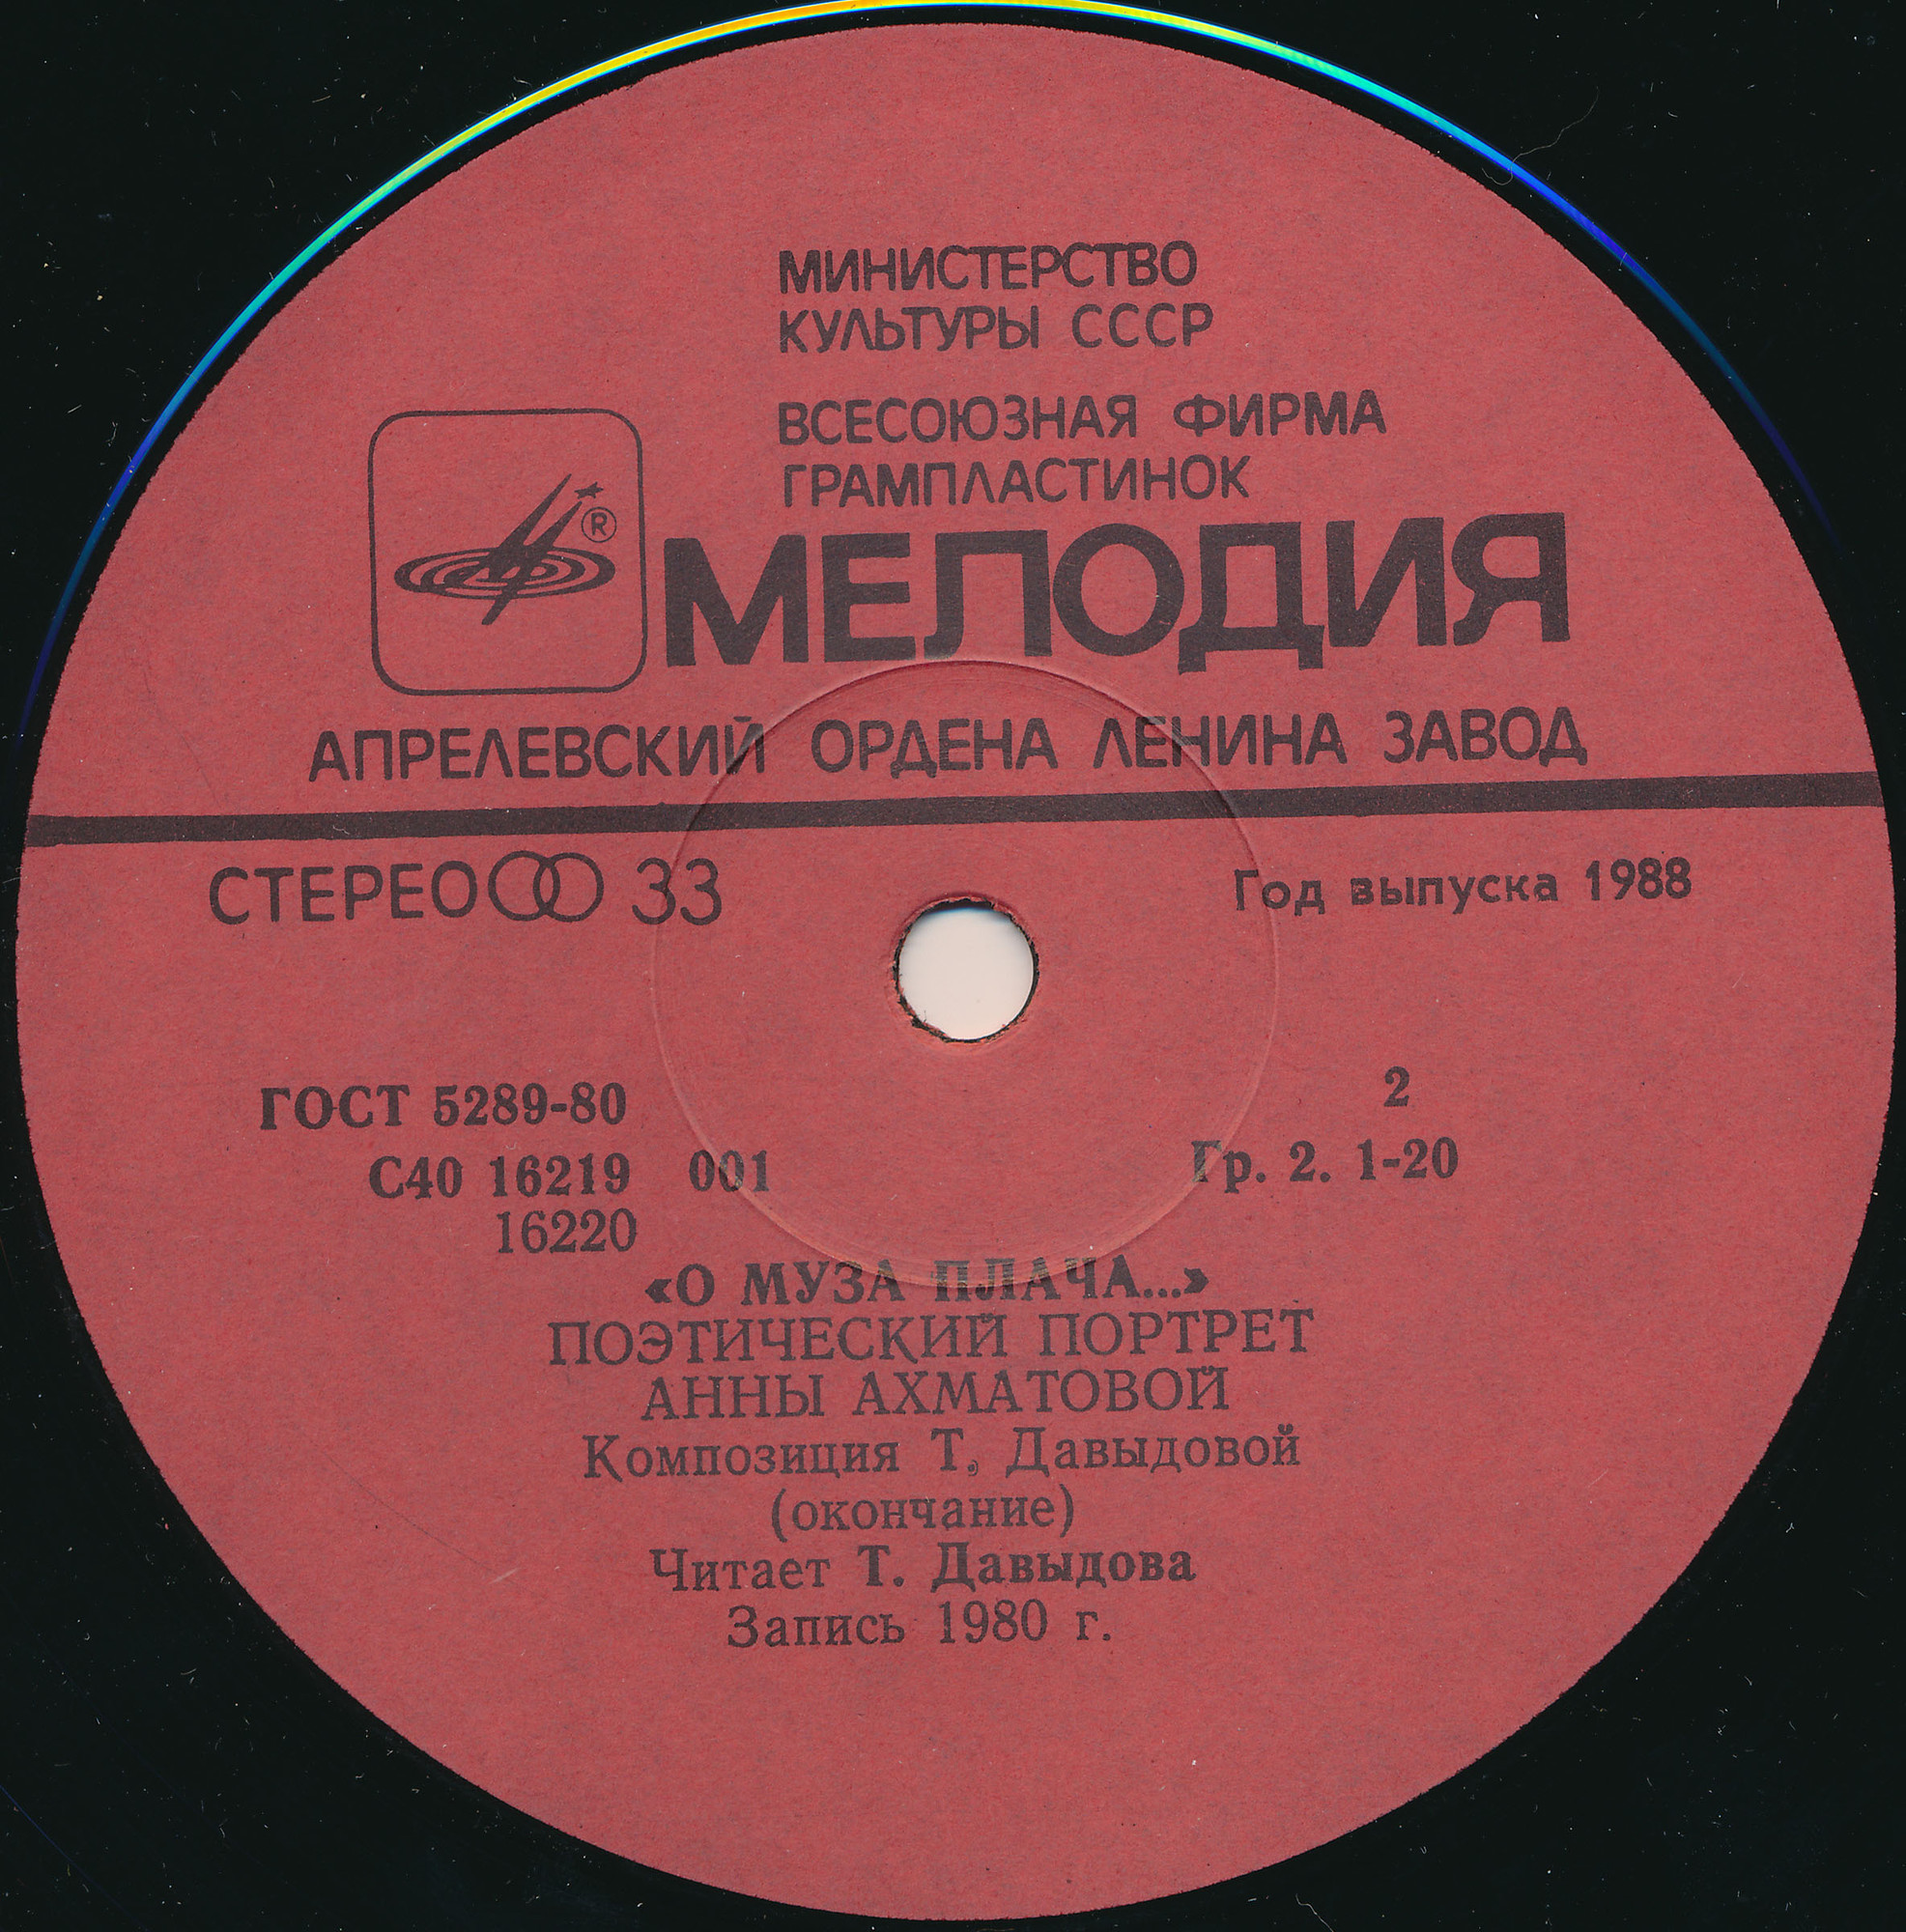 МИНИСТЕРСТВО
КУЛЬТУРЫ СССР
ВСЕСОЮЗНАЯ ФИРМА
ГРАМПЛАСТИНОК
®
МЕЛОДИЯ
АПРЕЛЕВСКИЙ ОРДЕНА ЛЕНИНА ЗАВОД
СТЕРЕО 33
Год выпуска 1988
ГОСТ 5289-80
2
С40 16219 001
Гр. 2. 1-20
16220
«О МУЗА ПЛАЧА...»
ПОЭТИЧЕСКИЙ ПОРТРЕТ
АННЫ АХМАТОВОЙ
Композиция Т. Давыдовой
(окончание)
Читает Т. Давыдова
Запись 1980 г.